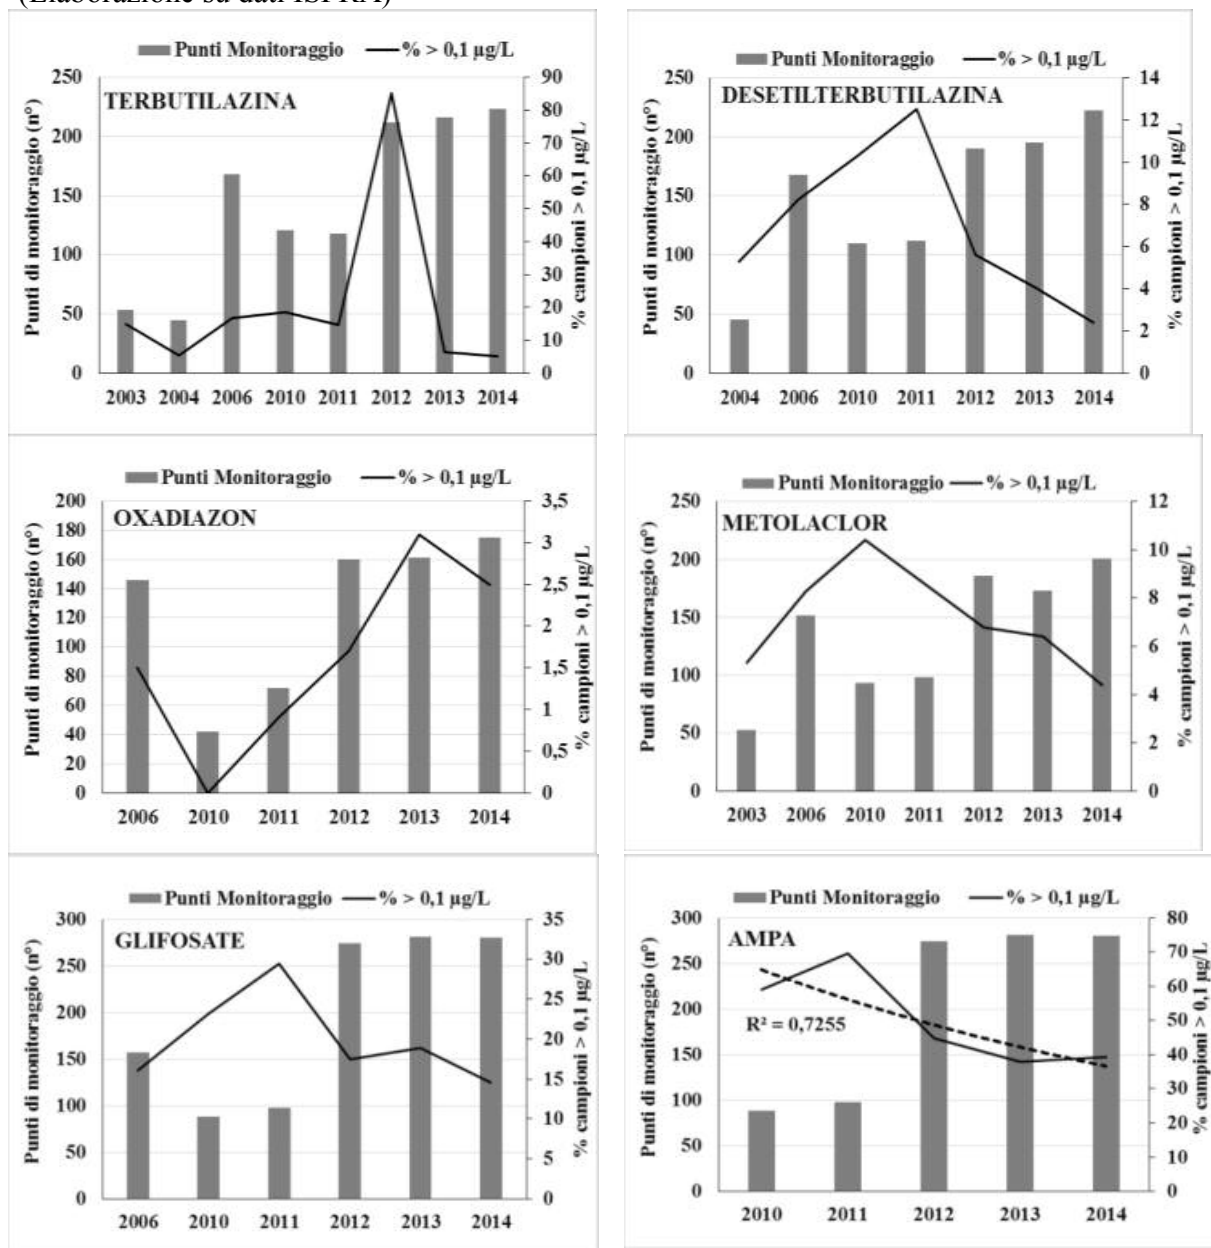 (Elaborazione su dati ISPRA)
Punti Monitoraggio % > 0,1 µg/L
TERBUTILAZINA
Punti di monitoraggio (n°)
250
200
150
100
50
0
% campioni > 0,1 µg/L
90
80
70
60
50
40
30
20
10
0
2003 2004 2006 2010 2011 2012 2013 2014
Punti Monitoraggio % > 0,1 µg/L
DESETILTERBUTILAZINA
Punti di monitoraggio (n°)
250
200
150
100
50
0
% campioni > 0,1 µg/L
14
12
10
8
6
4
2
0
2004 2006 2010 2011 2012 2013 2014
Punti Monitoraggio % > 0,1 µg/L
OXADIAZON
Punti di monitoraggio (n°)
200
180
160
140
120
100
80
60
40
20
0
% campioni > 0,1 µg/L
3,5
3
2,5
2
1,5
1
0,5
0
2006 2010 2011 2012 2013 2014
Punti Monitoraggio % > 0,1 µg/L
METOLACLOR
Punti di monitoraggio (n°)
250
200
150
100
50
0
% campioni > 0,1 µg/L
12
10
8
6
4
2
0
2003 2006 2010 2011 2012 2013 2014
Punti Monitoraggio % > 0,1 µg/L
GLIFOSATE
Punti di monitoraggio (n°)
300
250
200
150
100
50
0
% campioni > 0,1 µg/L
35
30
25
20
15
10
5
0
2006 2010 2011 2012 2013 2014
Punti Monitoraggio % > 0,1 µg/L
AMPA
R² = 0,7255
Punti di monitoraggio (n°)
300
250
200
150
100
50
0
% campioni > 0,1 µg/L
80
70
60
50
40
30
20
10
0
2010 2011 2012 2013 2014